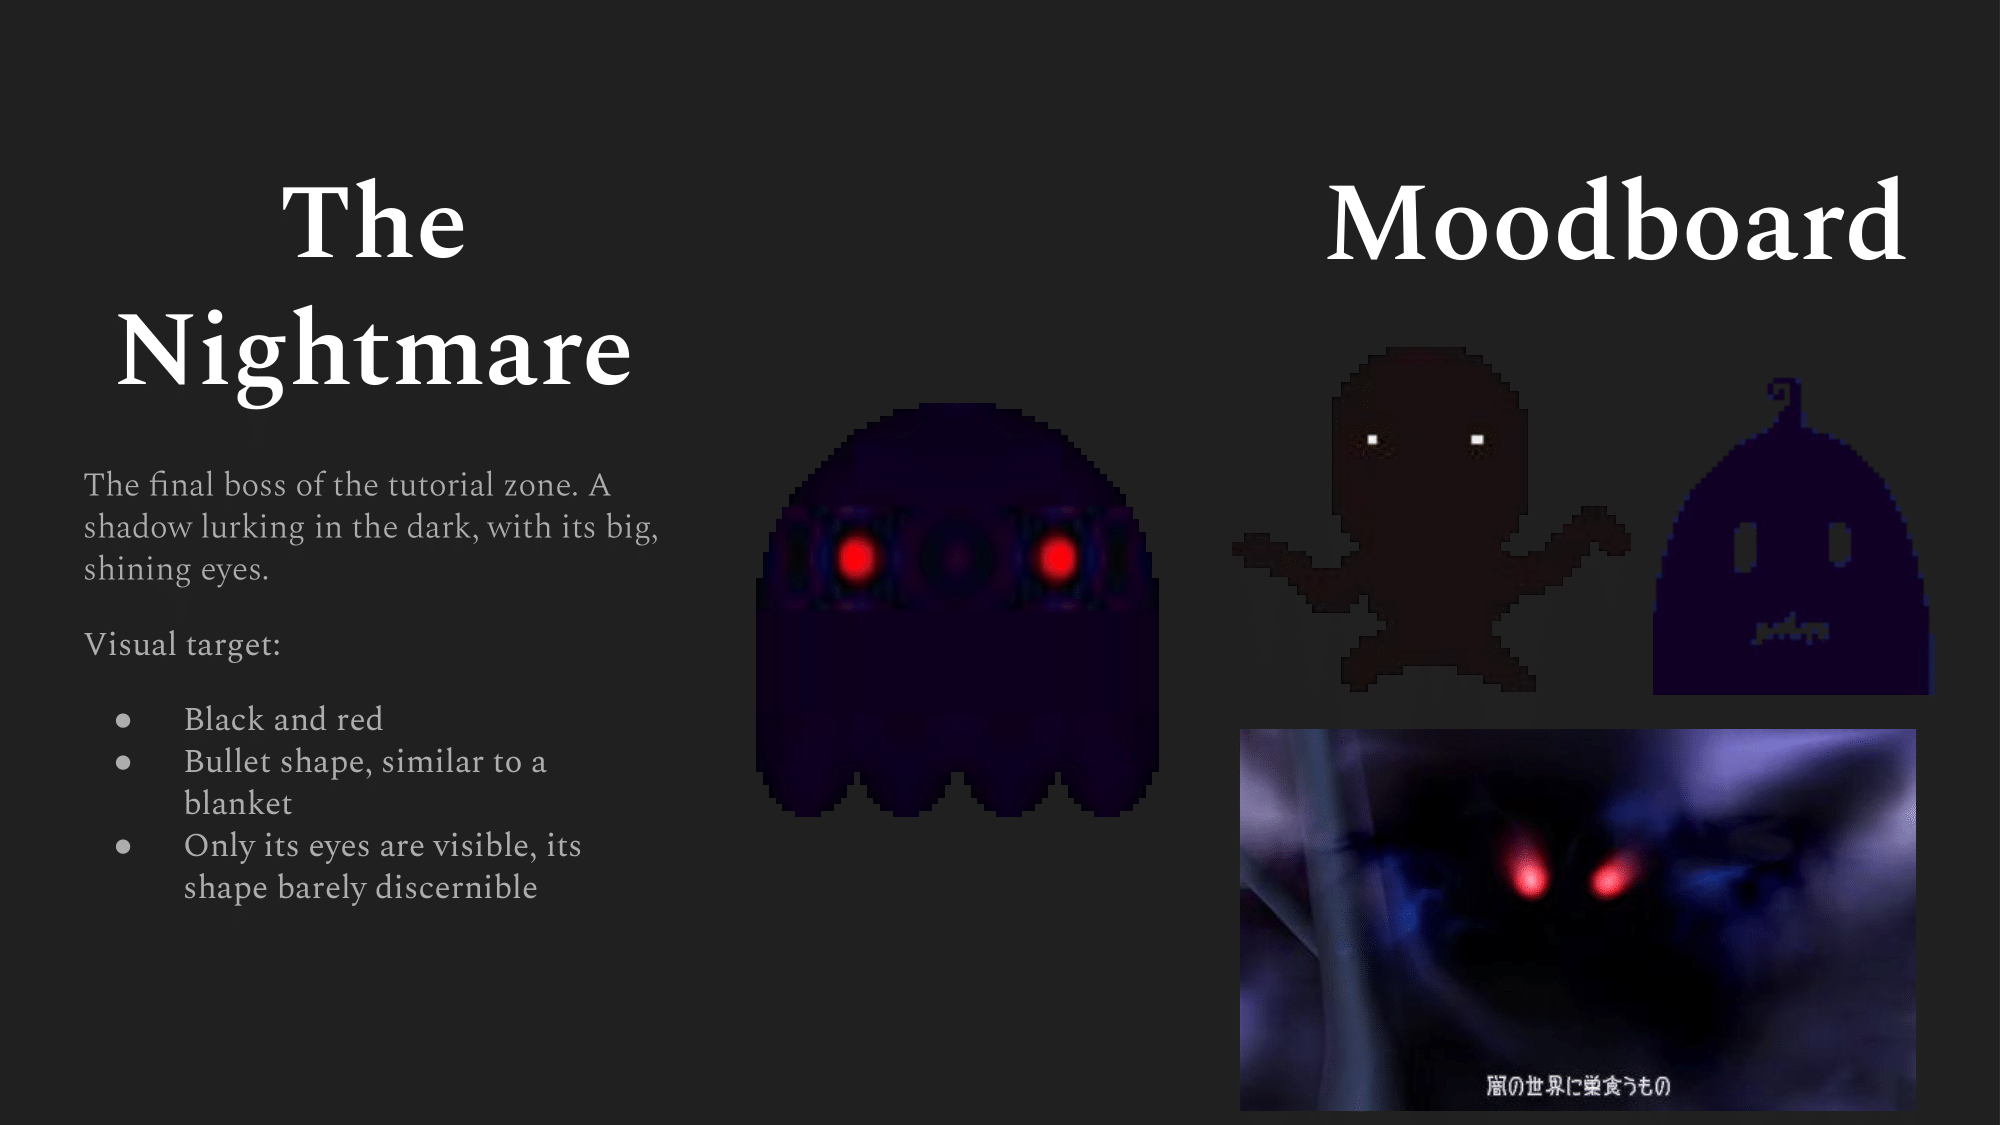 The
Nightmare
The final boss of the tutorial zone. A
shadow lurking in the dark, with its big,
shining eyes.
Visual target:
● Black and red
● Bullet shape, similar to a
blanket
● Only its eyes are visible, its
shape barely discernible
Moodboard
闇の世界に巣食うもの